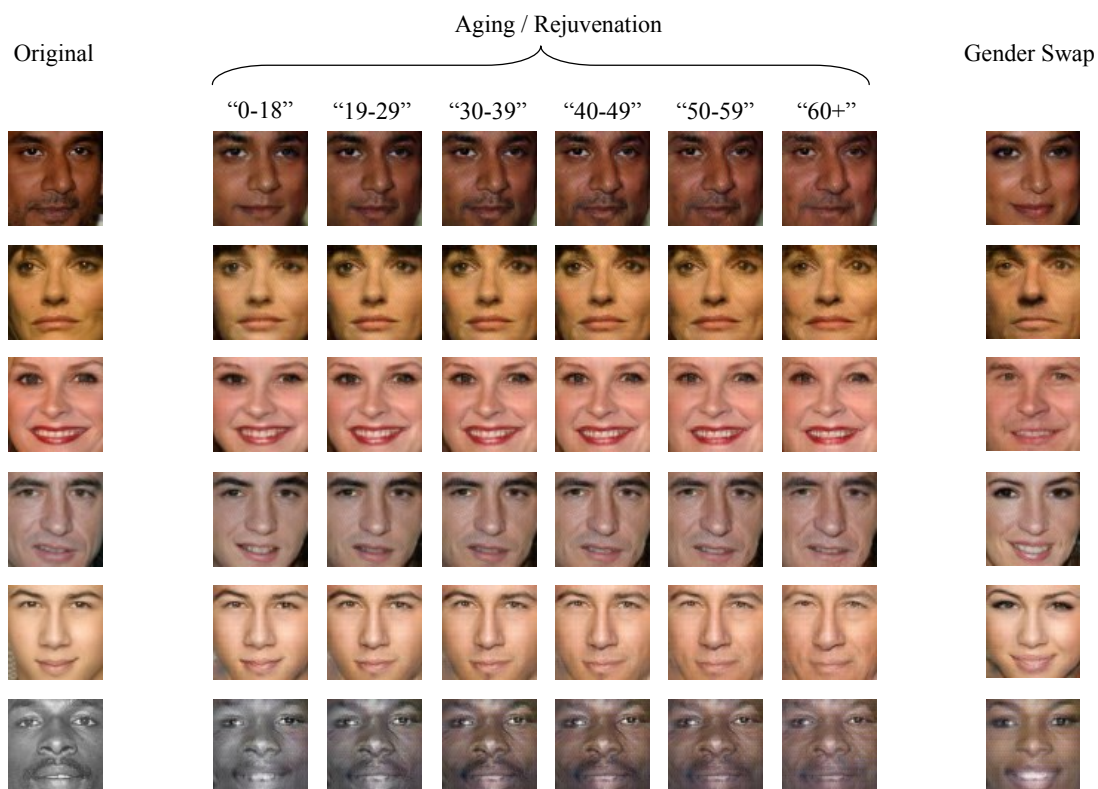 Aging / Rejuvenation
Original
Gender Swap
“0-18” “19-29” “30-39” “40-49” “50-59” “60+”